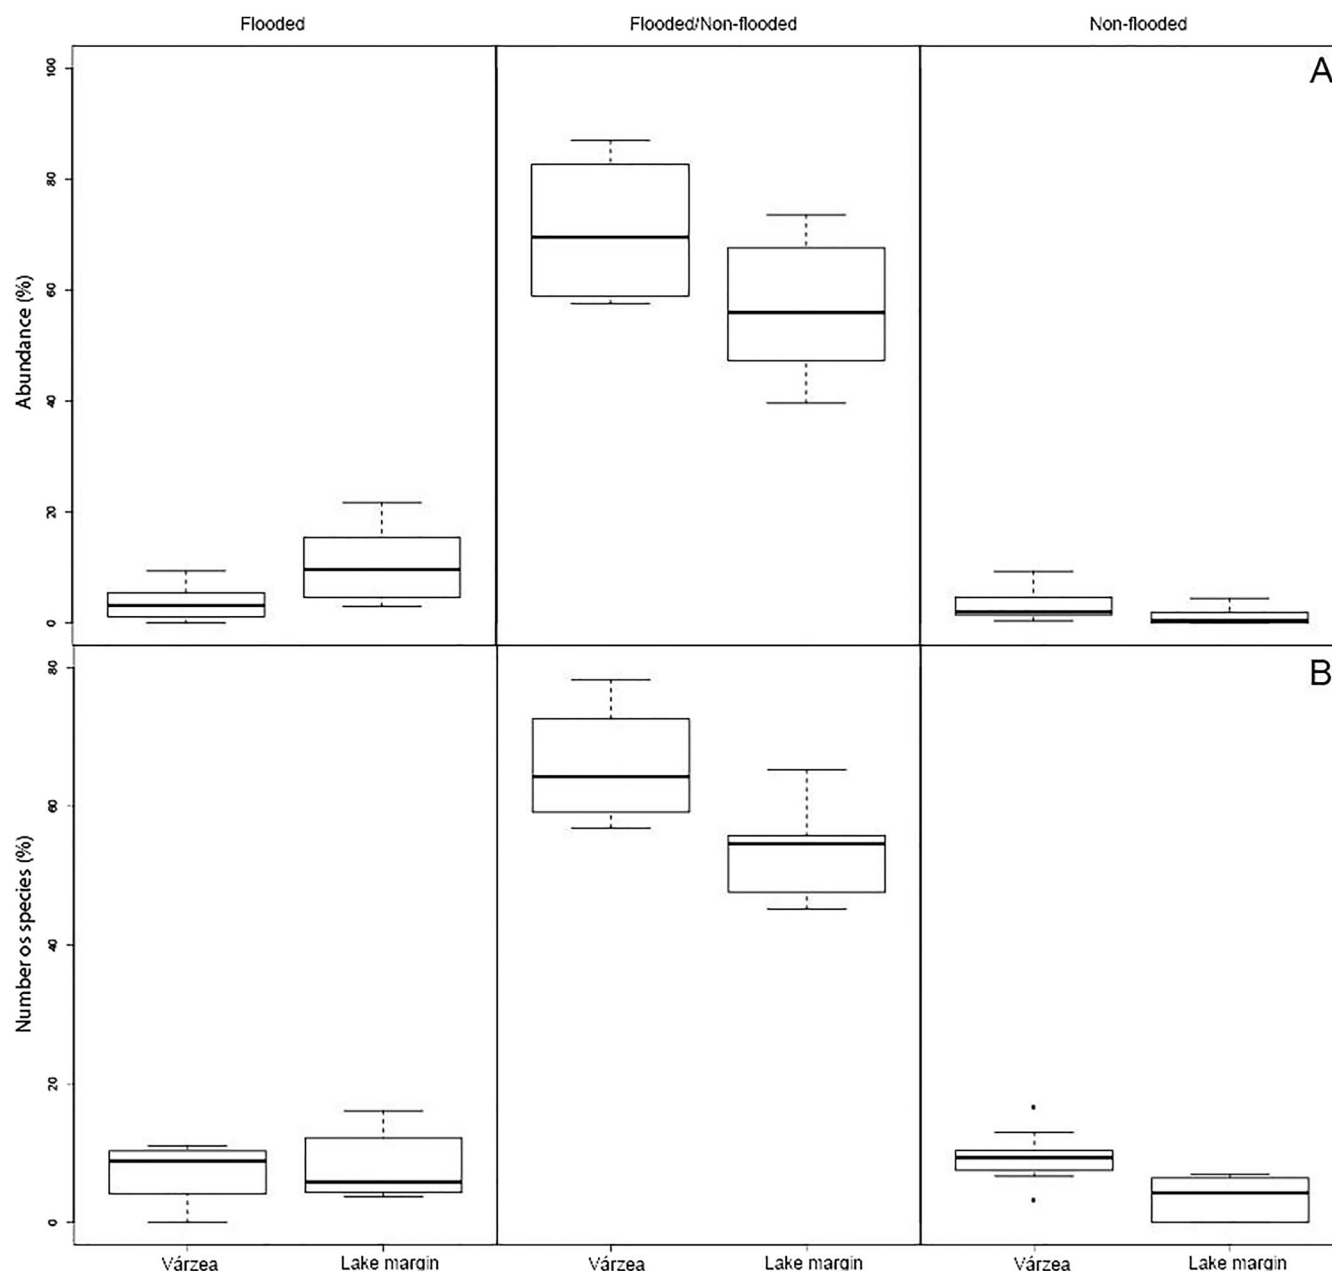 Flooded Flooded/Non-flooded Non-flooded
A
100
80
60
40
20
0
Abundance (%)
B
80
60
40
20
0
Number os species (%)
Várzea Lake margin Várzea Lake margin Várzea Lake margin